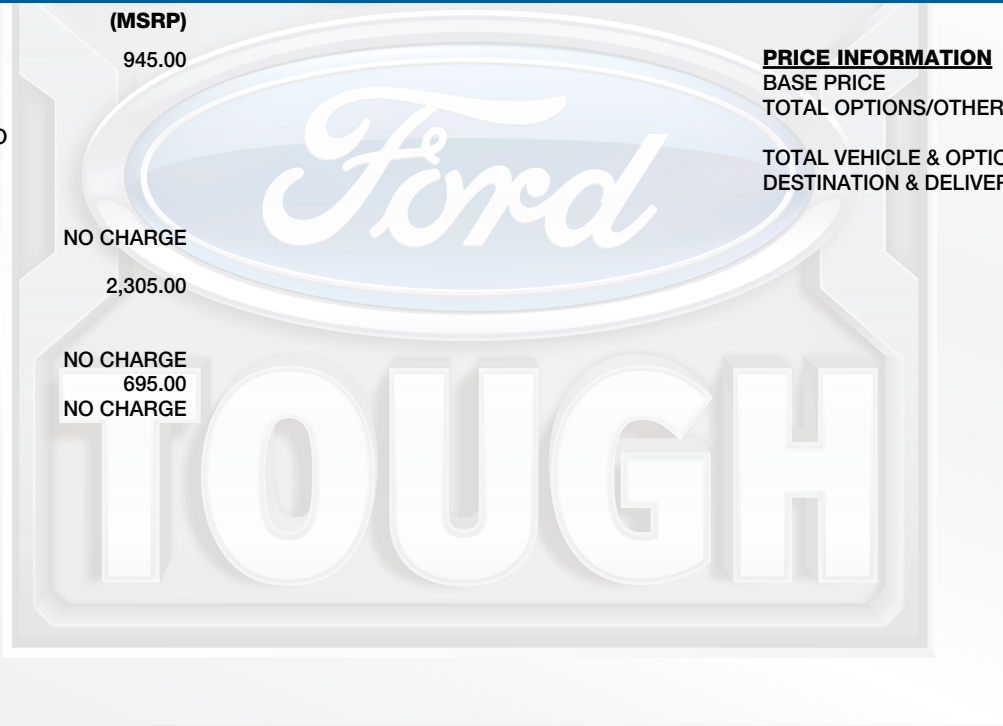 (MSRP)
945.00
NO CHARGE
2,305.00
NO CHARGE
695.00
NO CHARGE
PRICE INFORMATION
BASE PRICE
TOTAL OPTIONS/OTHER
TOTAL VEHICLE & OPTIO
DESTINATION & DELIVER
Ford
TOUGH